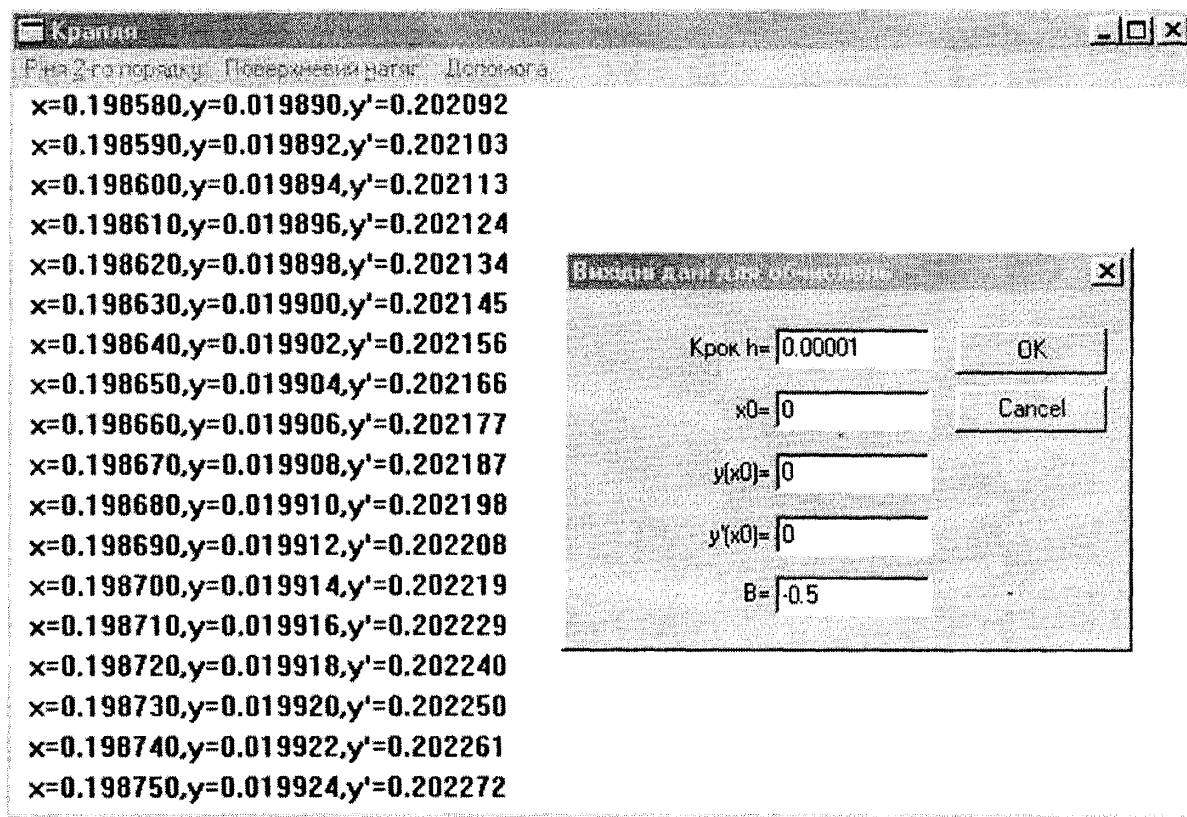 Крапля
Р-ня 2-го порядку Поверхневий натяг Допомога
x=0.198580,y=0.019890,y'=0.202092
x=0.198590,y=0.019892,y'=0.202103
x=0.198600,y=0.019894,y'=0.202113
x=0.198610,y=0.019896,y'=0.202124
x=0.198620,y=0.019898,y'=0.202134
x=0.198630,y=0.019900,y'=0.202145
x=0.198640,y=0.019902,y'=0.202156
x=0.198650,y=0.019904,y'=0.202166
x=0.198660,y=0.019906,y'=0.202177
x=0.198670,y=0.019908,y'=0.202187
x=0.198680,y=0.019910,y'=0.202198
x=0.198690,y=0.019912,y'=0.202208
x=0.198700,y=0.019914,y'=0.202219
x=0.198710,y=0.019916,y'=0.202229
x=0.198720,y=0.019918,y'=0.202240
x=0.198730,y=0.019920,y'=0.202250
x=0.198740,y=0.019922,y'=0.202261
x=0.198750,y=0.019924,y'=0.202272
Вихідні дані для обчислень
Крок h= 0.00001 OK
x0= 0 Cancel
y(x0)= 0
y'(x0)= 0
B= -0.5